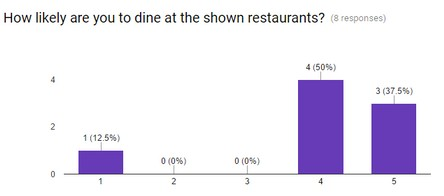 How likely are you to dine at the shown restaurants? (8 responses)
4 (50%)
4
3 (37.5%)
2
1 (12.5%)
0 (0%) 0 (0%)
0
1 2 3 4 5